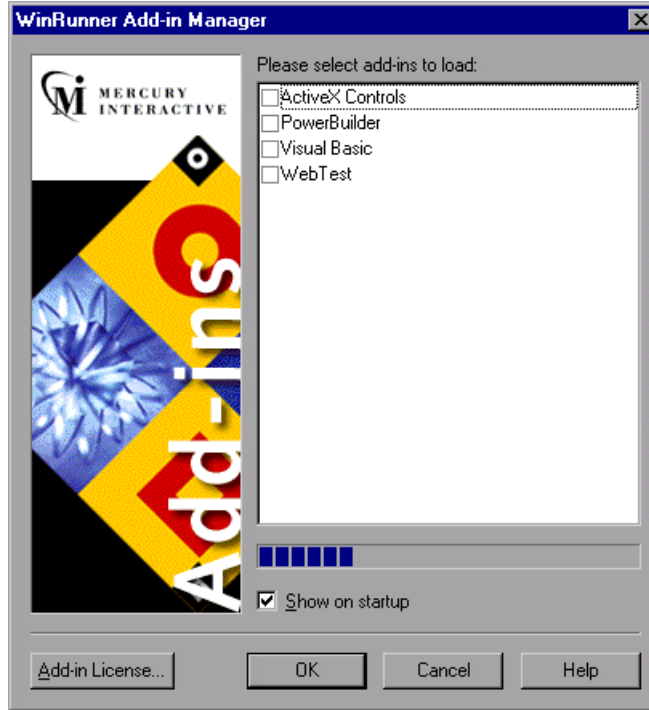 WinRunner Add-in Manager
MERCURY
INTERACTIVE
Add-ins
Please select add-ins to load:
ActiveX Controls
PowerBuilder
Visual Basic
WebTest
Show on startup
Add-in License...
OK
Cancel
Help